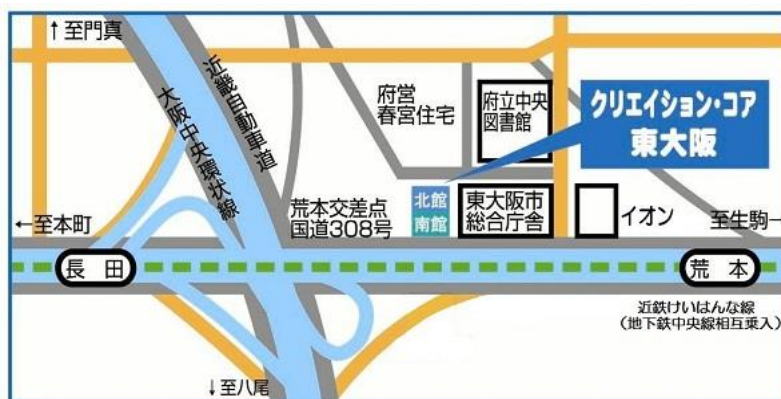 ↑至門真
近畿自動車道
大阪中央環状線
府営
春宮住宅
府立中央
図書館
クリエイション・コア
東大阪
荒本交差点
国道308号
北館
南館
東大阪市
総合庁舎
イオン
←至本町
至生駒→
長田
荒本
近鉄けいはんな線
(地下鉄中央線相互乗入)
↓至八尾